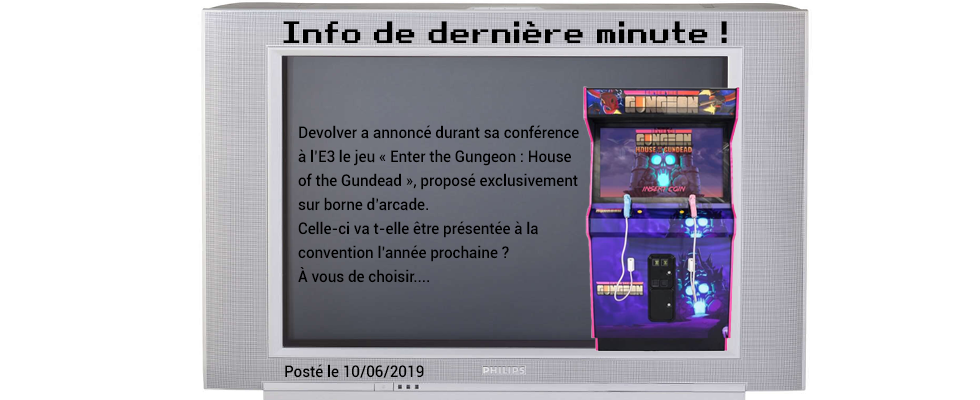 Info de dernière minute !
Devolver a annoncé durant sa conférence
à l'E3 le jeu « Enter the Gungeon : House
of the Gundead », proposé exclusivement
sur borne d'arcade.
Celle-ci va t-elle être présentée à la
convention l'année prochaine ?
À vous de choisir....
GUNGEON
GUNGEON
HOUSE OF THE GUNDEAD
INSERT COIN
GUNGEON
Posté le 10/06/2019
PHILIPS